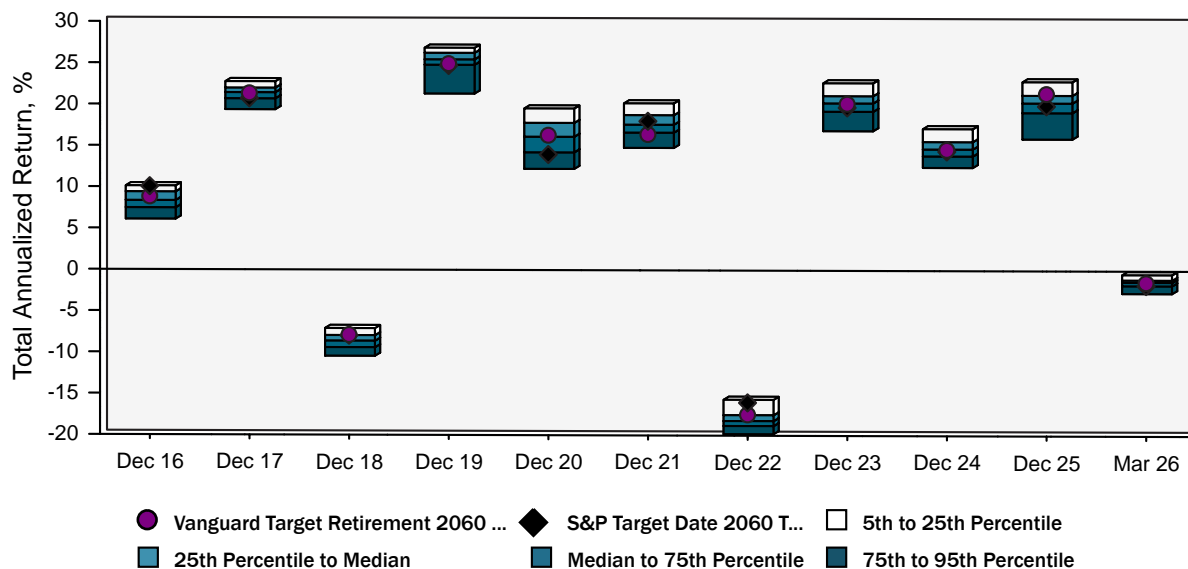 Total Annualized Return, %
30
25
20
15
10
5
0
-5
-10
-15
-20
Dec 16 Dec 17 Dec 18 Dec 19 Dec 20 Dec 21 Dec 22 Dec 23 Dec 24 Dec 25 Mar 26
Vanguard Target Retirement 2060 ... S&P Target Date 2060 T... 5th to 25th Percentile
25th Percentile to Median Median to 75th Percentile 75th to 95th Percentile